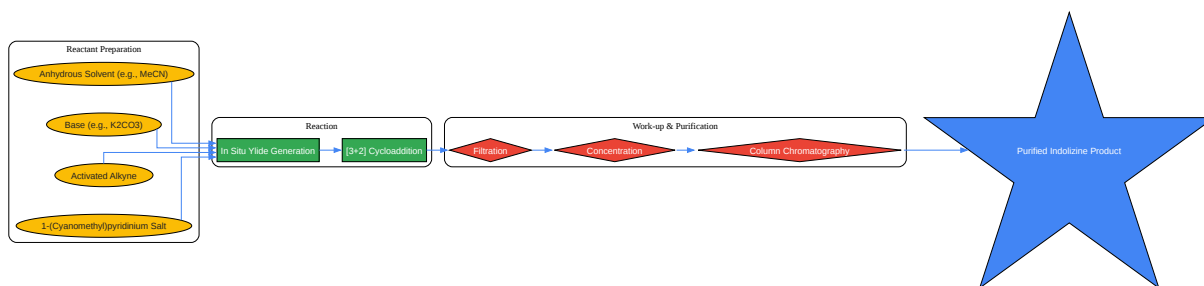 Reactant Preparation
Anhydrous Solvent (e.g., MeCN)
Base (e.g., K2CO3)
Activated Alkyne
1-(Cyanomethyl)pyridinium Salt
Reaction
In Situ Ylide Generation
[3+2] Cycloaddition
Work-up & Purification
Filtration
Concentration
Column Chromatography
Purified Indolizine Product